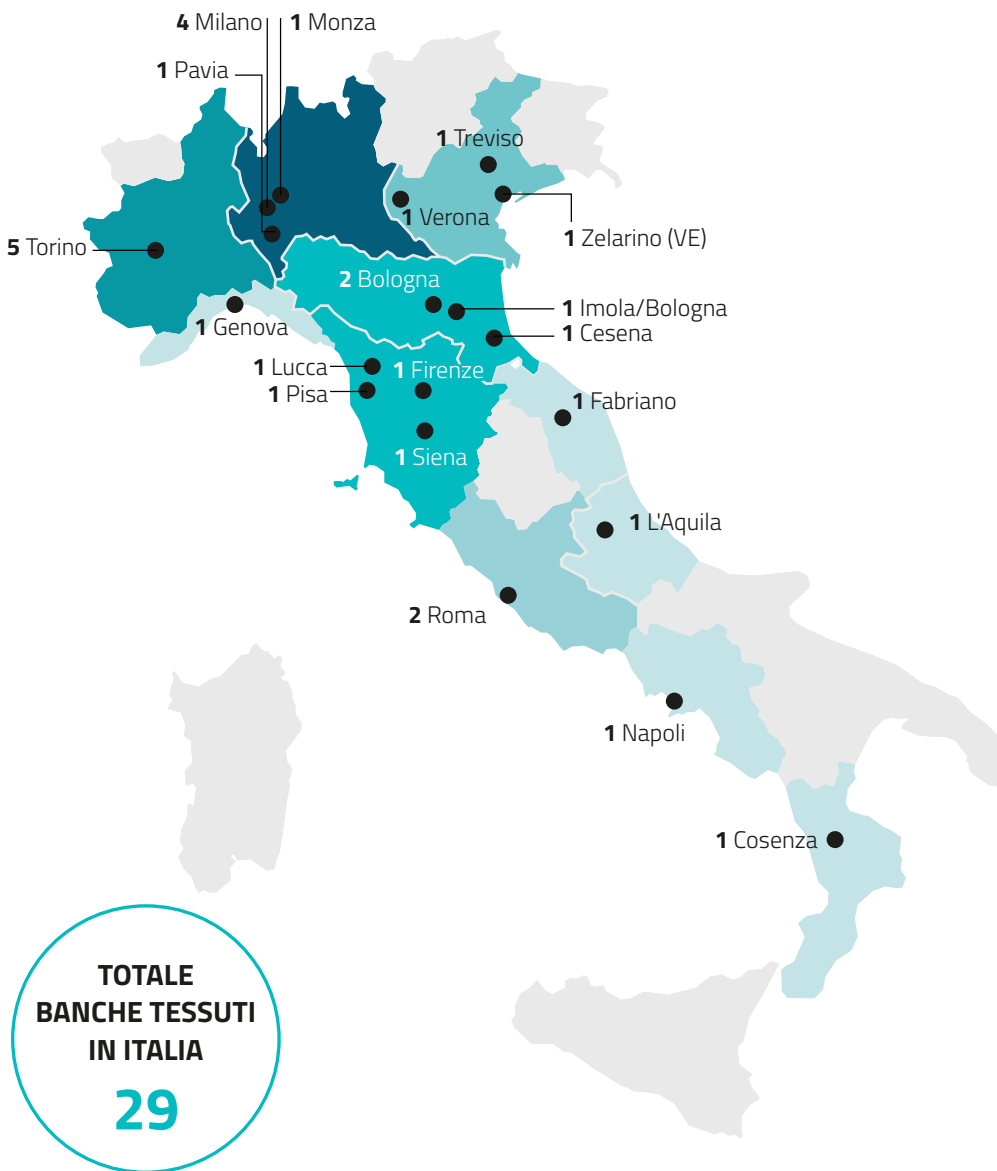 4 Milano
1 Monza
1 Pavia
1 Treviso
1 Verona
1 Zelarino (VE)
5 Torino
2 Bologna
1 Imola/Bologna
1 Genova
1 Cesena
1 Lucca
1 Firenze
1 Pisa
1 Fabriano
1 Siena
1 L'Aquila
2 Roma
1 Napoli
1 Cosenza
TOTALE
BANCHE TESSUTI
IN ITALIA
29